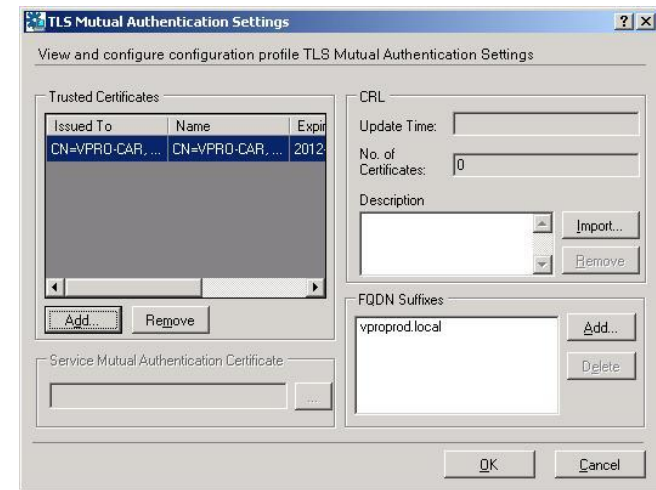 TLS Mutual Authentication Settings
View and configure configuration profile TLS Mutual Authentication Settings
Trusted Certificates
Issued To Name Expir
CN=VPRO-CAR, ... CN=VPRO-CAR, ... 2012-
Add... Remove
Service Mutual Authentication Certificate
...
CRL
Update Time:
No. of
Certificates: 0
Description
Import...
Remove
FQDN Suffixes
vproprod.local
Add...
Delete
OK Cancel